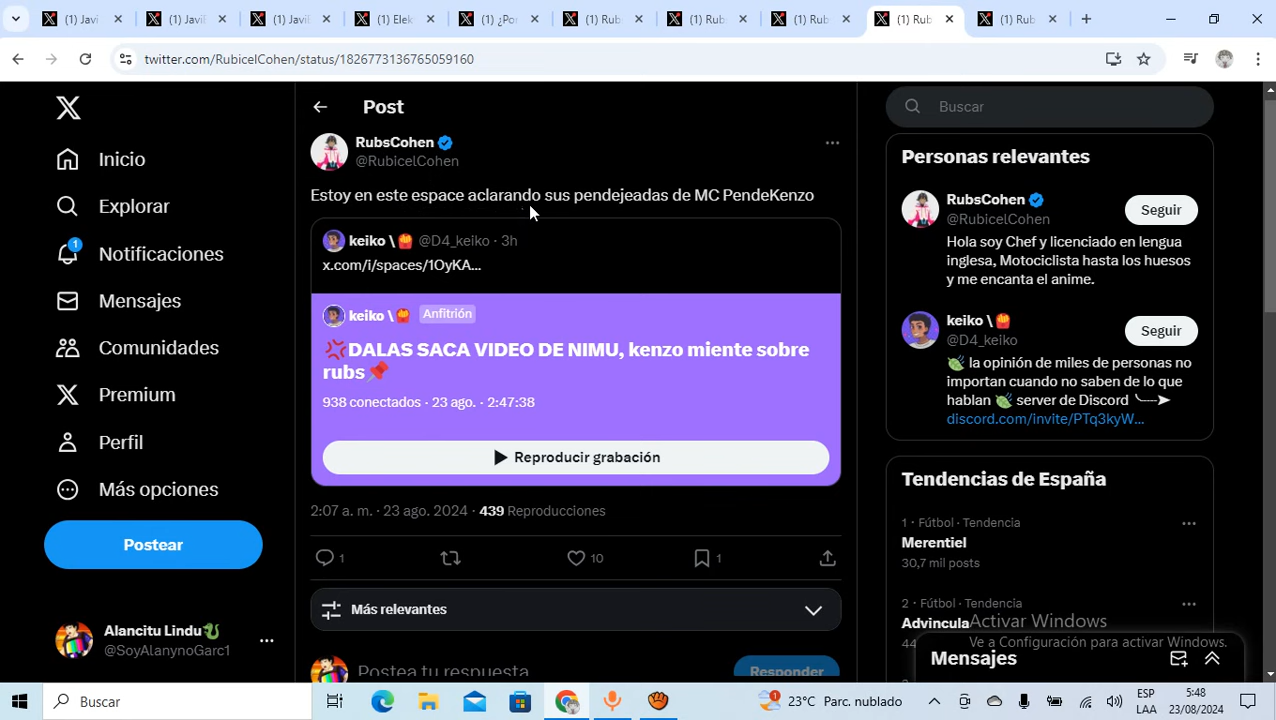 (1) Javi
(1) Javi
(1) Javi
(1) Elek
(1) ¿Po
(1) Rub
(1) Rub
(1) Rub
(1) Rub
(1) Rub
twitter.com/RubicelCohen/status/1826773136765059160
Inicio
Explorar
1
Notificaciones
Mensajes
Comunidades
Premium
Perfil
Más opciones
Postear
Alancitu Lindu
@SoyAlanynoGarc1
Post
RubsCohen
@RubicelCohen
Estoy en este espace aclarando sus pendejeadas de MC PendeKenzo
keiko \ @D4_keiko · 3h
x.com/i/spaces/1OyKA...
keiko \ Anfitrión
DALAS SACA VIDEO DE NIMU, kenzo miente sobre
rubs
938 conectados · 23 ago. · 2:47:38
Reproducir grabación
2:07 a. m. · 23 ago. 2024 · 439 Reproducciones
1 10 1
Más relevantes
Postea tu respuesta
Responder
Buscar
Personas relevantes
RubsCohen
@RubicelCohen
Seguir
Hola soy Chef y licenciado en lengua
inglesa, Motociclista hasta los huesos
y me encanta el anime.
keiko \
@D4_keiko
Seguir
la opinión de miles de personas no
importan cuando no saben de lo que
hablan server de Discord
discord.com/invite/PTq3kyW...
Tendencias de España
1 · Fútbol · Tendencia
Merentiel
30,7 mil posts
2 · Fútbol · Tendencia
Advincula
44
Activar Windows
Ve a Configuración para activar Windows.
Mensajes
Buscar
1
23°C Parc. nublado
ESP
LAA
5:48
23/08/2024